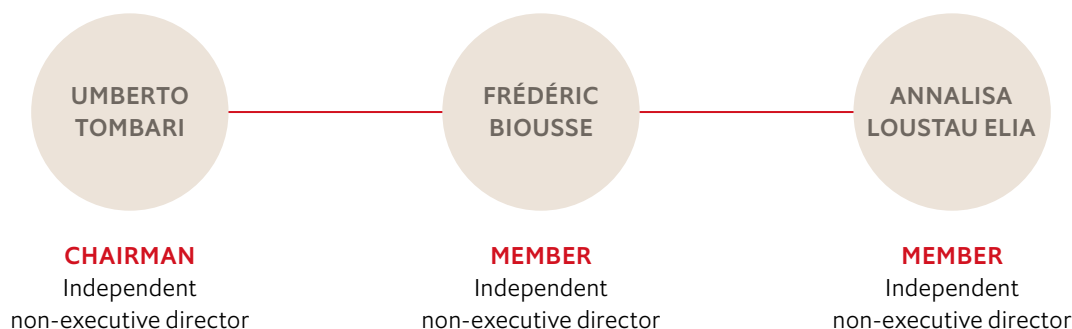 UMBERTO
TOMBARI
FRÉDÉRIC
BIOUSSE
ANNALISA
LOUSTAU ELIA
CHAIRMAN
Independent
non-executive director
MEMBER
Independent
non-executive director
MEMBER
Independent
non-executive director